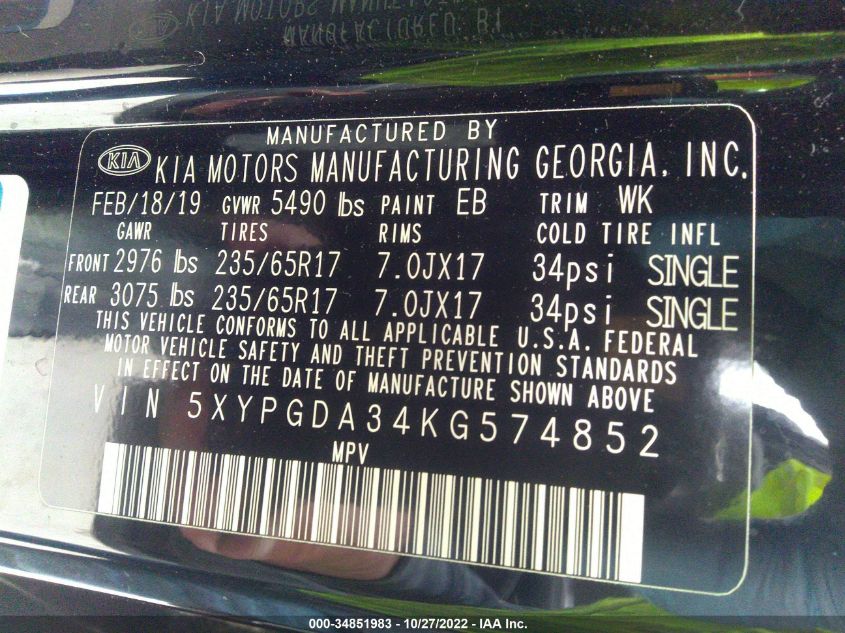 MANUFACTURED BY
KIA KIA MOTORS MANUFACTURING GEORGIA, INC.
FEB/18/19 GVWR 5490 lbs PAINT EB TRIM WK
GAWR TIRES RIMS COLD TIRE INFL
FRONT 2976 lbs 235/65R17 7.0JX17 34psi SINGLE
REAR 3075 lbs 235/65R17 7.0JX17 34psi SINGLE
THIS VEHICLE CONFORMS TO ALL APPLICABLE U.S.A. FEDERAL
MOTOR VEHICLE SAFETY AND THEFT PREVENTION STANDARDS
IN EFFECT ON THE DATE OF MANUFACTURE SHOWN ABOVE
VIN 5XYPGDA34KG574852
MPV
000-34851983 - 10/27/2022 - IAA Inc.